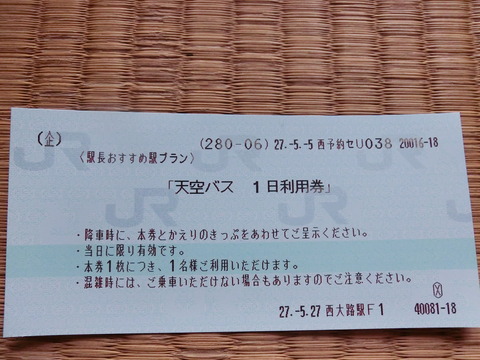 (企)
(280-06) 27.-5.-5 西予約セU038 20016-18
〈駅長おすすめ駅プラン〉
「天空バス 1日利用券」
・降車時に、本券とかえりのきっぷをあわせてご呈示ください。
・当日に限り有効です。
・本券1枚につき、1名様ご利用いただけます。
・混雑時には、ご乗車いただけない場合もありますのでご注意ください。
27.-5.27 西大路駅F1 40081-18